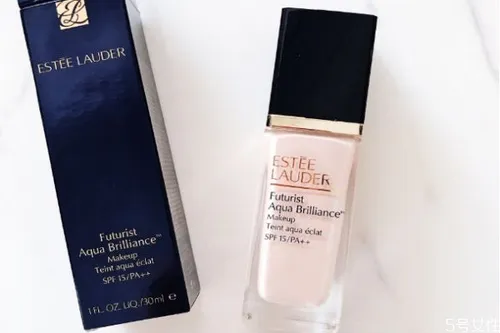 ESTĒE LAUDER
Futurist
Aqua Brilliance™
Makeup
Teint aqua éclat
SPF 15/PA++
1 FL. OZ. LIQ./30ml e
ESTĒE
LAUDER
Futurist
Aqua Brilliance™
Makeup
Teint aqua éclat
SPF 15/PA++